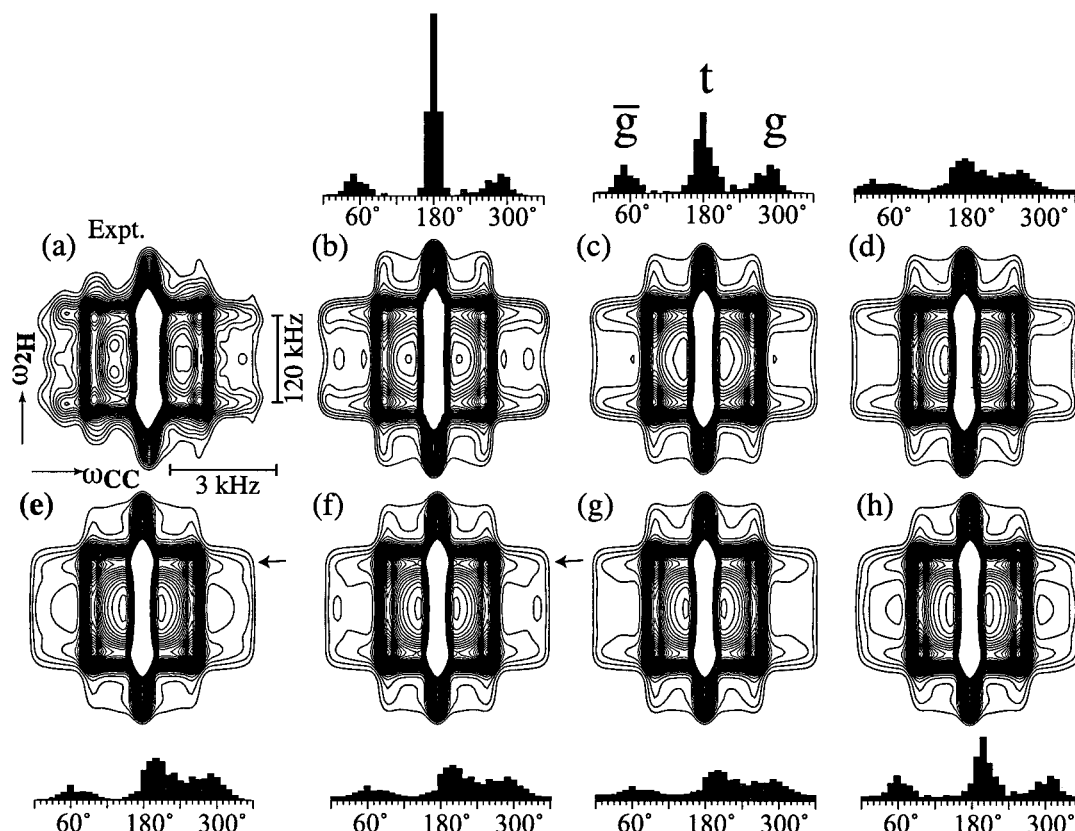 g̅ t g
60° 180° 300° 60° 180° 300° 60° 180° 300°
(a) Expt. (b) (c) (d)
ω2H
120 kHz
ωCC 3 kHz
(e) (f) (g) (h)
60° 180° 300° 60° 180° 300° 60° 180° 300° 60° 180° 300°